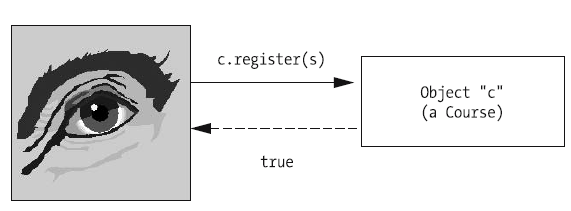 c.register(s)
Object "c"
(a Course)
true